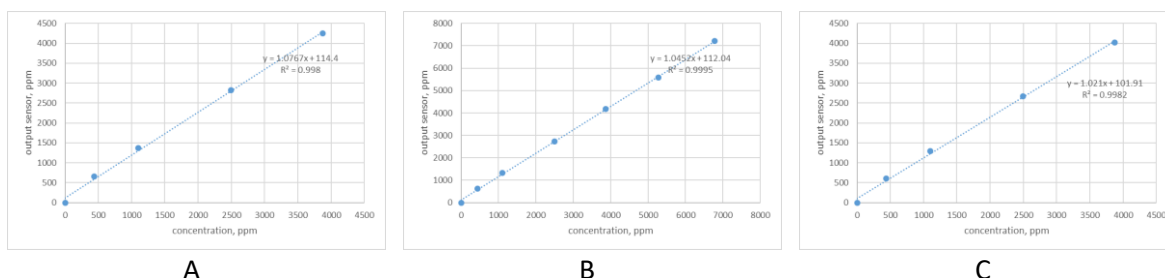 4500
4000
3500
3000
2500
2000
1500
1000
500
0
output sensor, ppm
y = 1.0767x + 114.4
R² = 0.998
0 500 1000 1500 2000 2500 3000 3500 4000 4500
concentration, ppm
A
8000
7000
6000
5000
4000
3000
2000
1000
0
output sensor, ppm
y = 1.0452x + 112.04
R² = 0.9995
0 1000 2000 3000 4000 5000 6000 7000 8000
concentration, ppm
B
4500
4000
3500
3000
2500
2000
1500
1000
500
0
output sensor, ppm
y = 1.021x + 101.91
R² = 0.9982
0 500 1000 1500 2000 2500 3000 3500 4000 4500
concentration, ppm
C